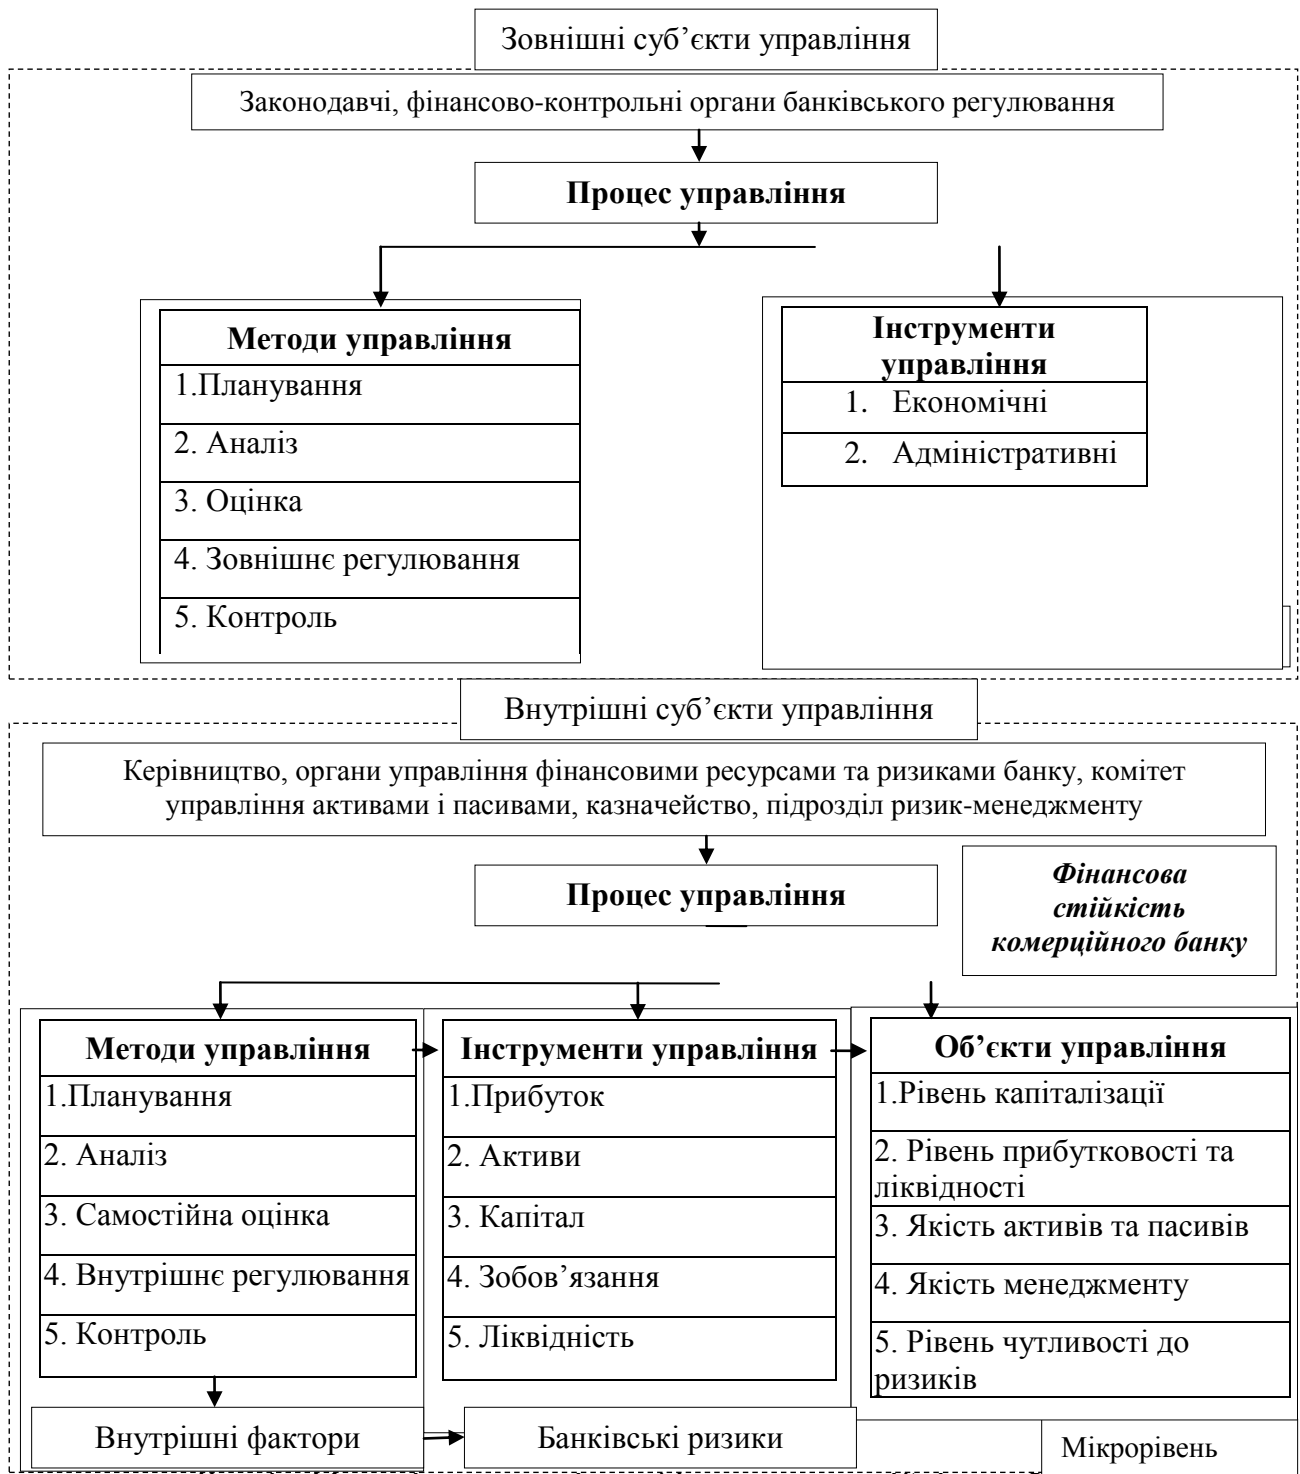 Зовнішні суб’єкти управління
Законодавчі, фінансово-контрольні органи банківського регулювання
Процес управління
Методи управління
1.Планування
2. Аналіз
3. Оцінка
4. Зовнішнє регулювання
5. Контроль
Інструменти
управління
1. Економічні
2. Адміністративні
Внутрішні суб’єкти управління
Керівництво, органи управління фінансовими ресурсами та ризиками банку, комітет
управління активами і пасивами, казначейство, підрозділ ризик-менеджменту
Процес управління
Фінансова
стійкість
комерційного банку
Методи управління
1.Планування
2. Аналіз
3. Самостійна оцінка
4. Внутрішнє регулювання
5. Контроль
Інструменти управління
1.Прибуток
2. Активи
3. Капітал
4. Зобов’язання
5. Ліквідність
Об’єкти управління
1.Рівень капіталізації
2. Рівень прибутковості та
ліквідності
3. Якість активів та пасивів
4. Якість менеджменту
5. Рівень чутливості до
ризиків
Внутрішні фактори
Банківські ризики
Мікрорівень